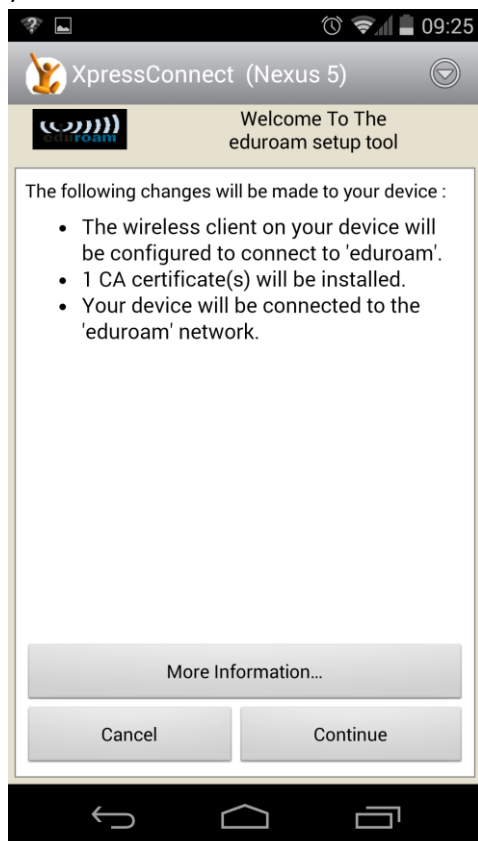 09:25
XpressConnect (Nexus 5)
eduroam
Welcome To The
eduroam setup tool
The following changes will be made to your device :
• The wireless client on your device will
be configured to connect to 'eduroam'.
• 1 CA certificate(s) will be installed.
• Your device will be connected to the
'eduroam' network.
More Information...
Cancel
Continue